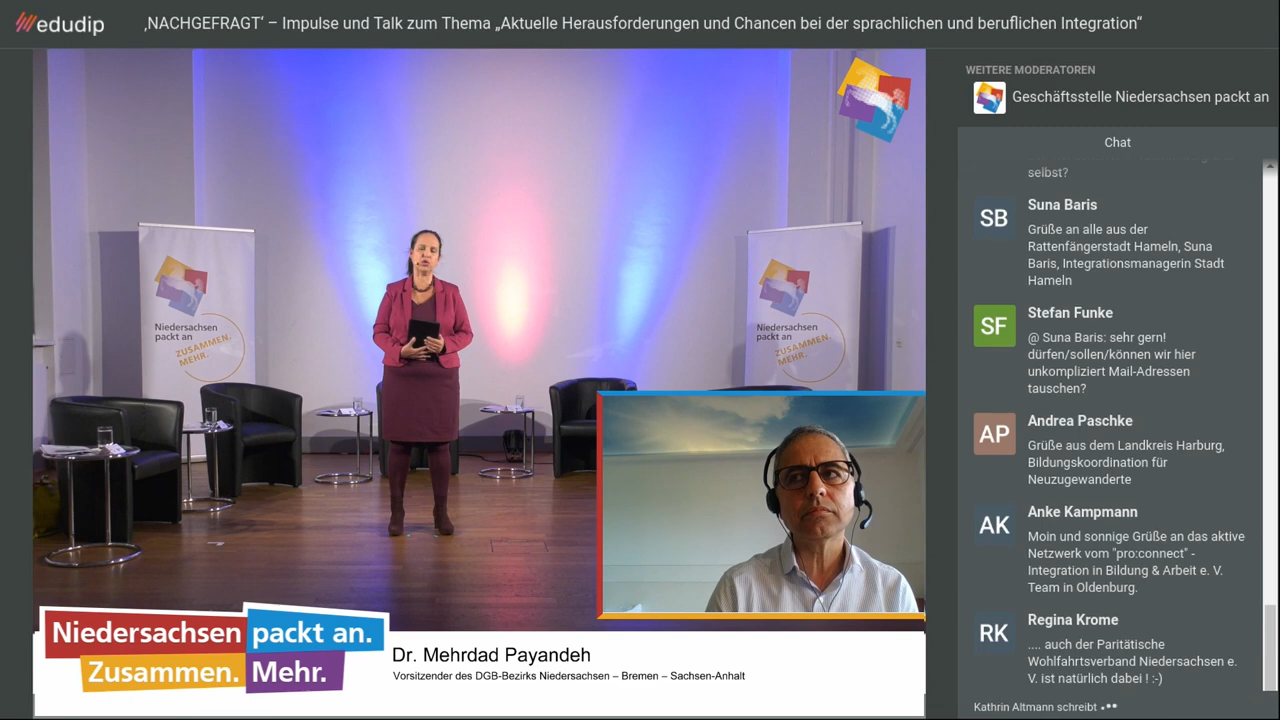 edudip
‚NACHGEFRAGT‘ – Impulse und Talk zum Thema „Aktuelle Herausforderungen und Chancen bei der sprachlichen und beruflichen Integration“
Niedersachsen
packt an
ZUSAMMEN.
MEHR.
Niedersachsen
packt an
ZUSAMMEN.
MEHR.
Niedersachsen packt an.
Zusammen. Mehr.
Dr. Mehrdad Payandeh
Vorsitzender des DGB-Bezirks Niedersachsen – Bremen – Sachsen-Anhalt
WEITERE MODERATOREN
Geschäftsstelle Niedersachsen packt an
Chat
selbst?
SB
Suna Baris
Grüße an alle aus der
Rattenfängerstadt Hameln, Suna
Baris, Integrationsmanagerin Stadt
Hameln
SF
Stefan Funke
@ Suna Baris: sehr gern!
dürfen/sollen/können wir hier
unkompliziert Mail-Adressen
tauschen?
AP
Andrea Paschke
Grüße aus dem Landkreis Harburg,
Bildungskoordination für
Neuzugewanderte
AK
Anke Kampmann
Moin und sonnige Grüße an das aktive
Netzwerk vom "pro:connect" -
Integration in Bildung & Arbeit e. V.
Team in Oldenburg.
RK
Regina Krome
.... auch der Paritätische
Wohlfahrtsverband Niedersachsen e.
V. ist natürlich dabei ! :-)
Kathrin Altmann schreibt